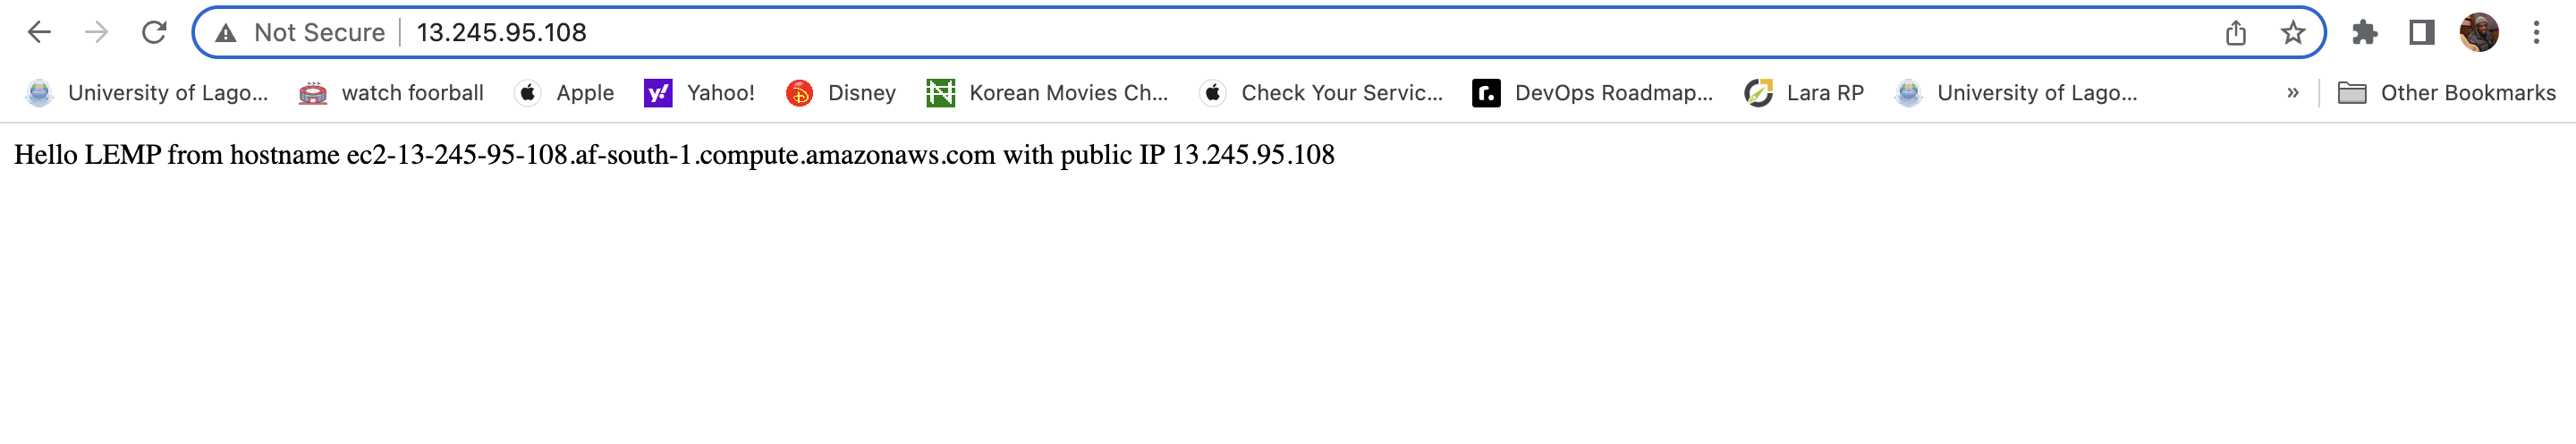 Not Secure 13.245.95.108
University of Lago... watch foorball Apple Yahoo! Disney Korean Movies Ch... Check Your Servic... DevOps Roadmap... Lara RP University of Lago... » Other Bookmarks
Hello LEMP from hostname ec2-13-245-95-108.af-south-1.compute.amazonaws.com with public IP 13.245.95.108